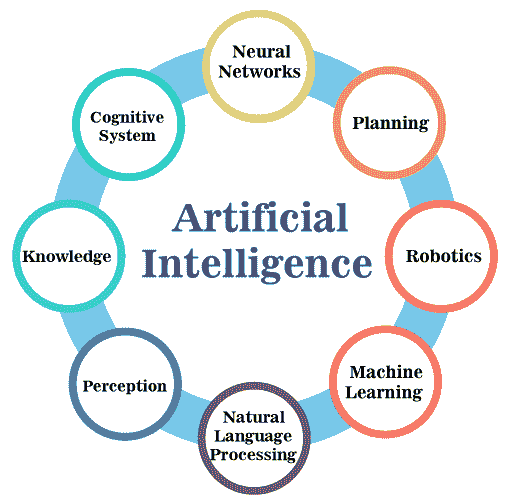 Neural
Networks
Planning
Robotics
Machine
Learning
Natural
Language
Processing
Perception
Knowledge
Cognitive
System
Artificial
Intelligence